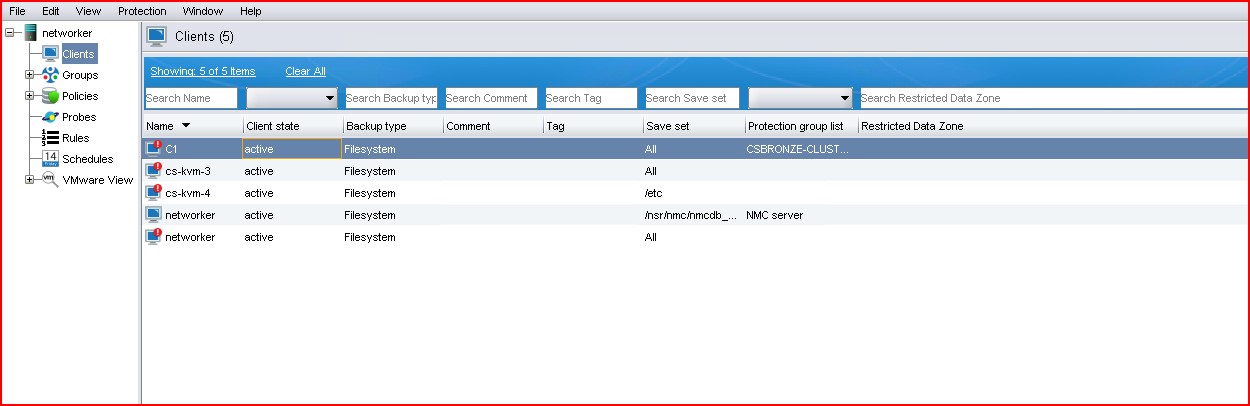 File Edit View Protection Window Help
networker
Clients
Groups
Policies
Probes
Rules
14
Schedules
vm VMware View
Clients (5)
Showing: 5 of 5 Items Clear All
Search Name Search Backup typ Search Comment Search Tag Search Save set Search Restricted Data Zone
Name Client state Backup type Comment Tag Save set Protection group list Restricted Data Zone
C1 active Filesystem All CSBRONZE-CLUST...
cs-kvm-3 active Filesystem All
cs-kvm-4 active Filesystem /etc
networker active Filesystem /nsr/nmc/nmcdb_... NMC server
networker active Filesystem All